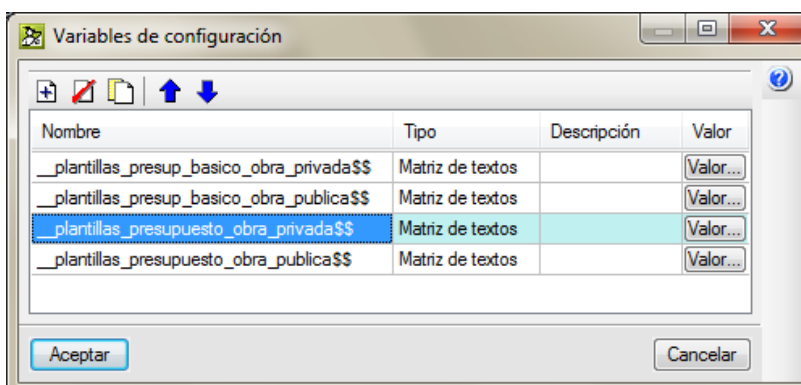 Variables de configuración
Nombre Tipo Descripción Valor
__plantillas_presup_basico_obra_privada$$ Matriz de textos Valor...
__plantillas_presup_basico_obra_publica$$ Matriz de textos Valor...
__plantillas_presupuesto_obra_privada$$ Matriz de textos Valor...
__plantillas_presupuesto_obra_publica$$ Matriz de textos Valor...
Aceptar Cancelar